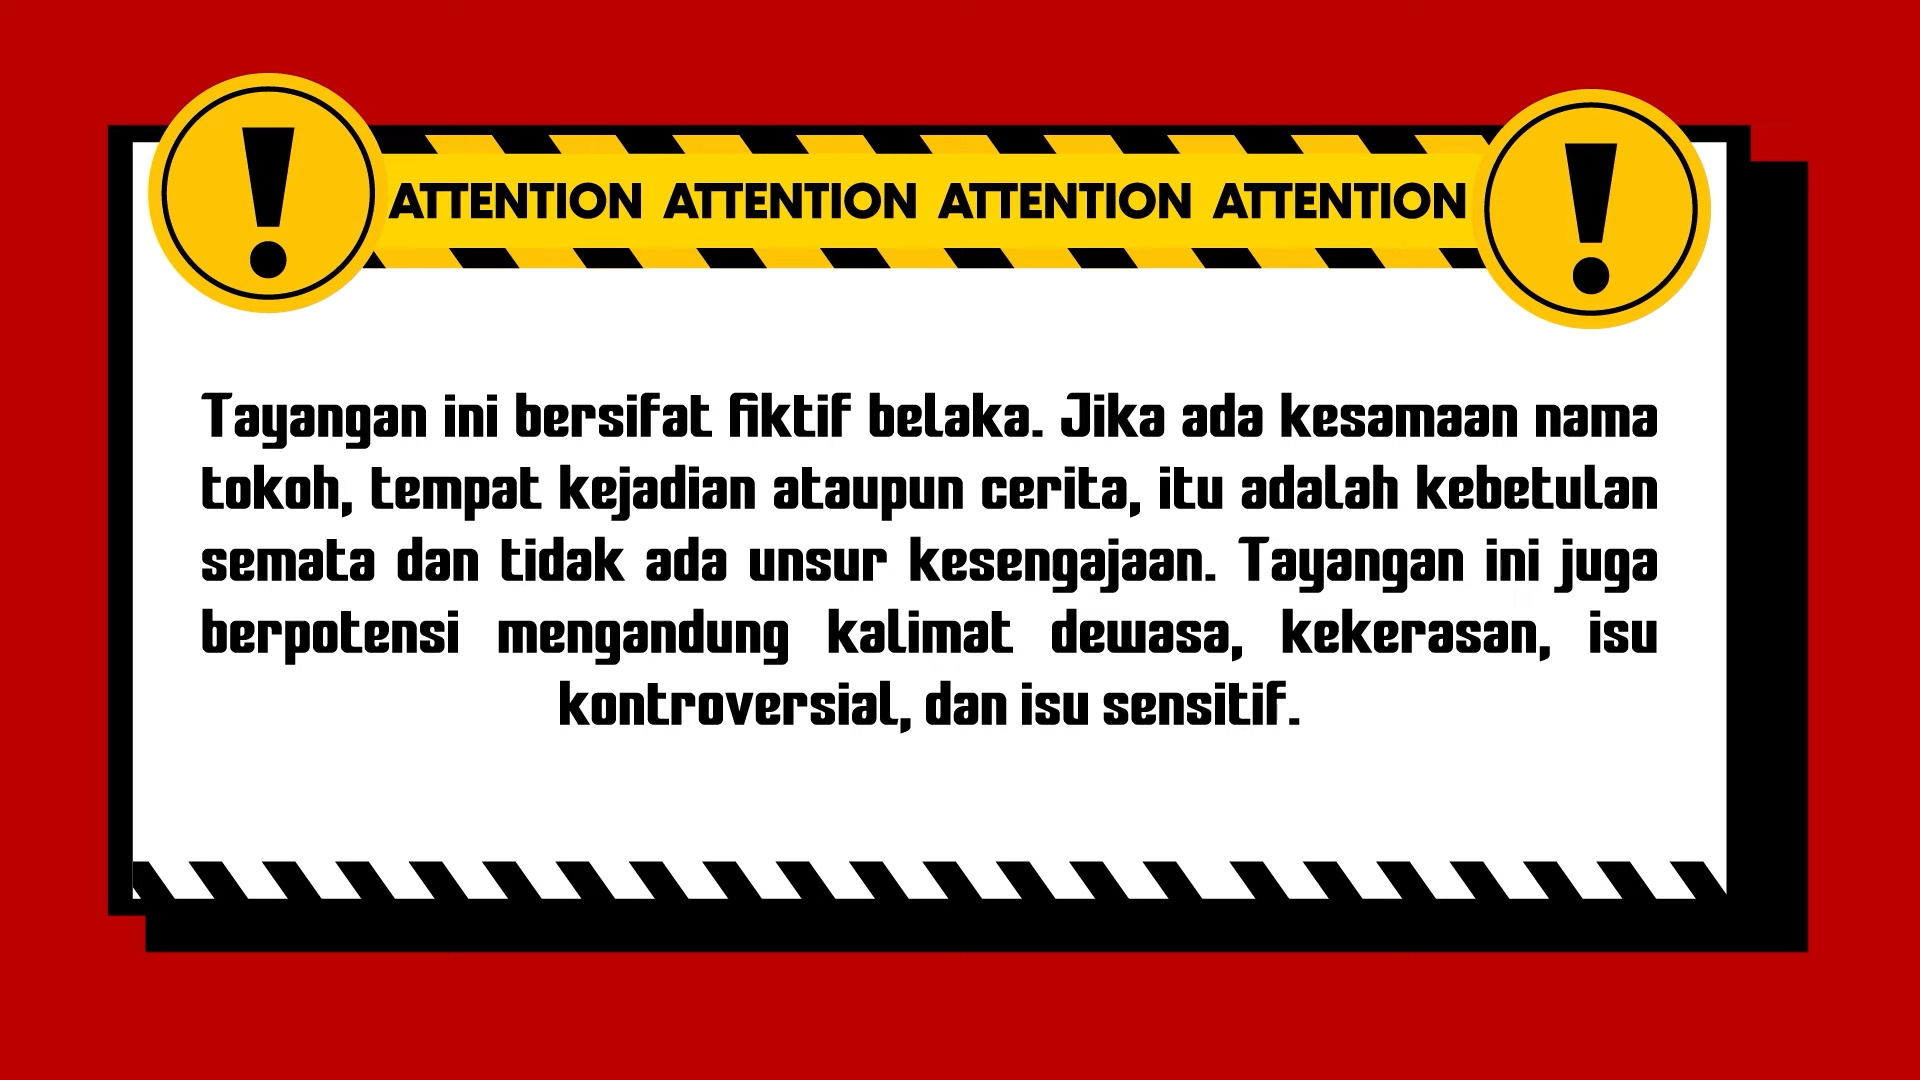 ATTENTION ATTENTION ATTENTION ATTENTION
Tayangan ini bersifat fiktif belaka. Jika ada kesamaan nama
tokoh, tempat kejadian ataupun cerita, itu adalah kebetulan
semata dan tidak ada unsur kesengajaan. Tayangan ini juga
berpotensi mengandung kalimat dewasa, kekerasan, isu
kontroversial, dan isu sensitif.